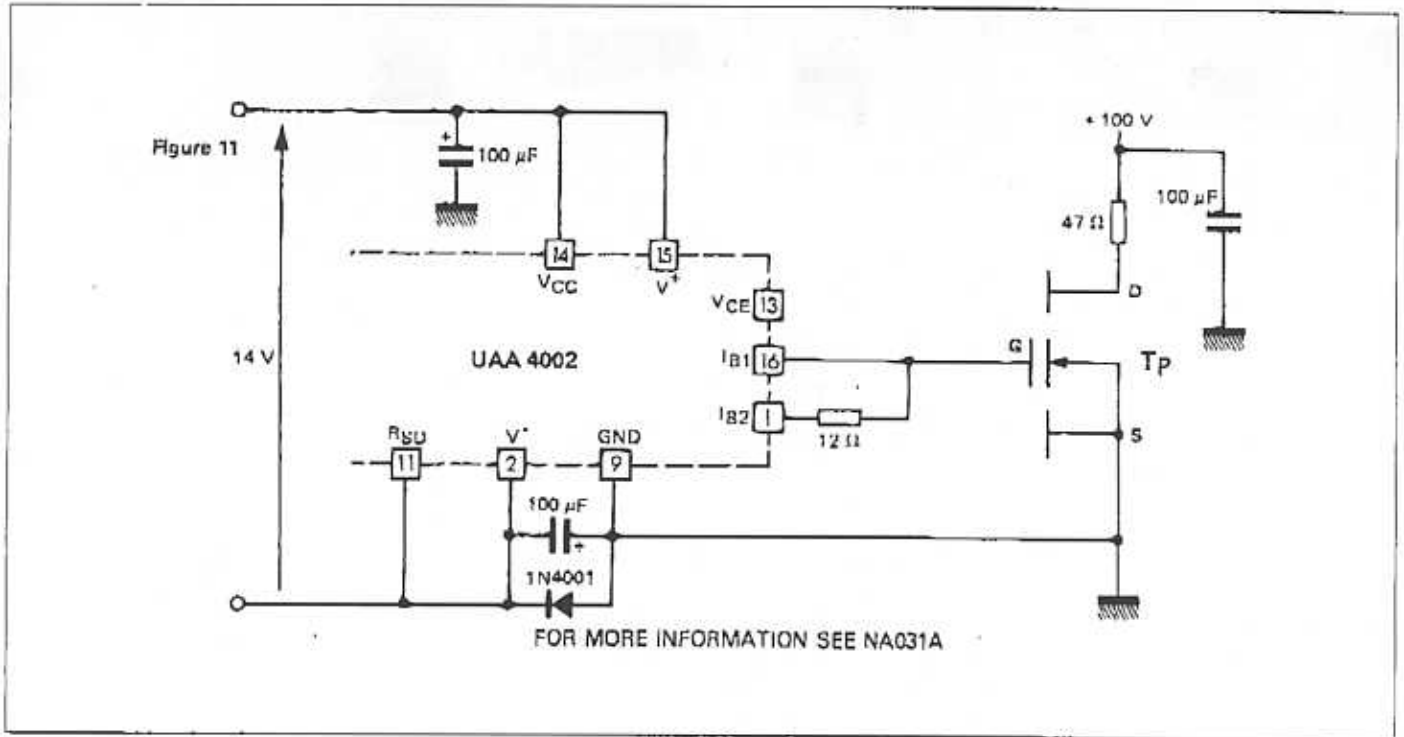 Figure 11
+
100 µF
+ 100 V
47 Ω
100 µF
14
15
VCC
V+
VCE
13
D
14 V
UAA 4002
IB1
16
G
TP
IB2
1
12 Ω
S
RSD
V-
GND
11
2
9
100 µF
+
1N4001
FOR MORE INFORMATION SEE NA031A